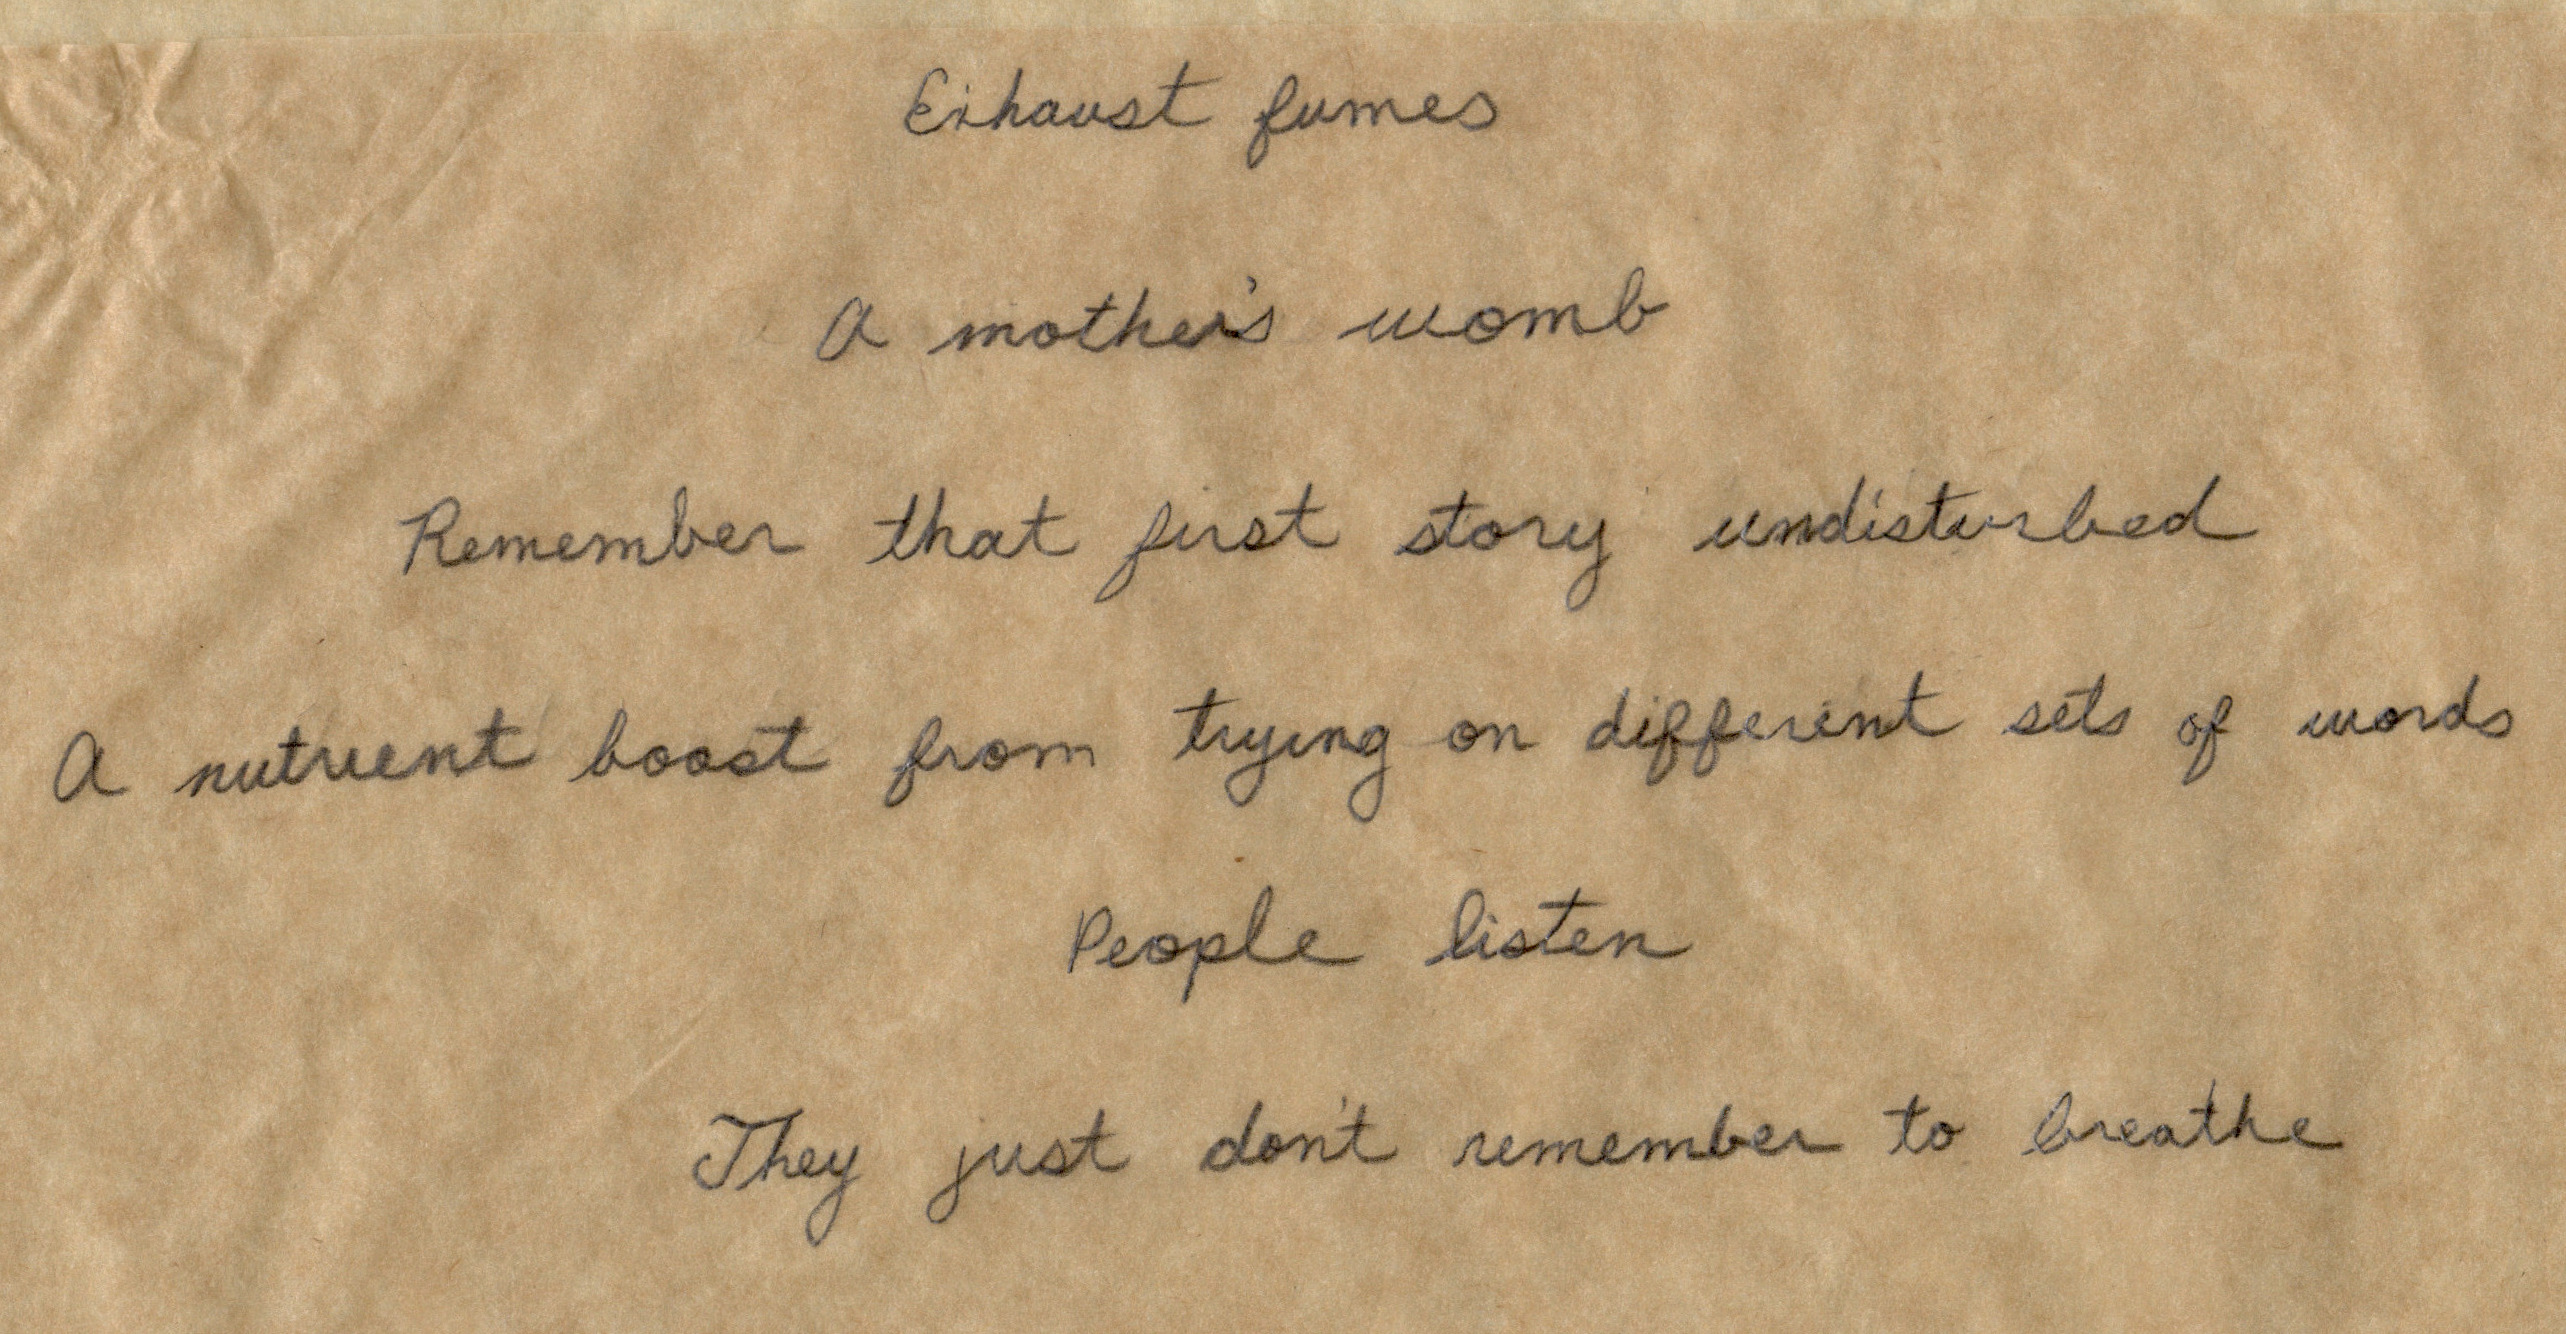 Exhaust fumes
A mother's womb
Remember that first story undisturbed
A nutrient boost from trying on different sets of words
People listen
They just don't remember to breathe